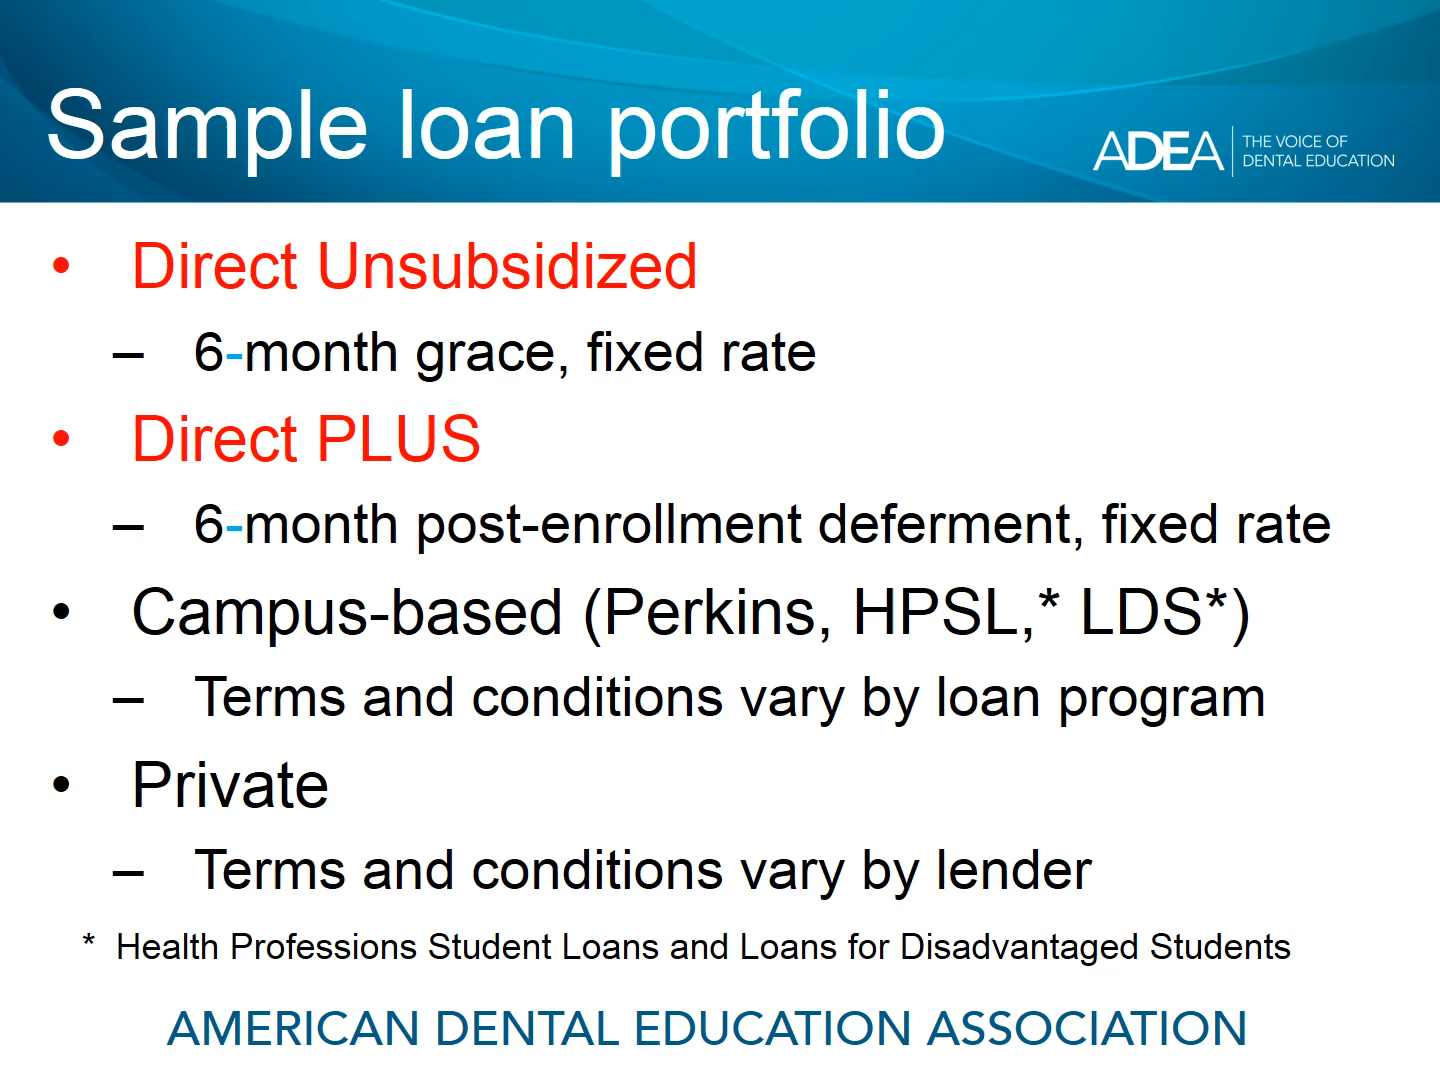 Sample loan portfolio
ADEA THE VOICE OF
DENTAL EDUCATION
• Direct Unsubsidized
– 6-month grace, fixed rate
• Direct PLUS
– 6-month post-enrollment deferment, fixed rate
• Campus-based (Perkins, HPSL,* LDS*)
– Terms and conditions vary by loan program
• Private
– Terms and conditions vary by lender
* Health Professions Student Loans and Loans for Disadvantaged Students
AMERICAN DENTAL EDUCATION ASSOCIATION